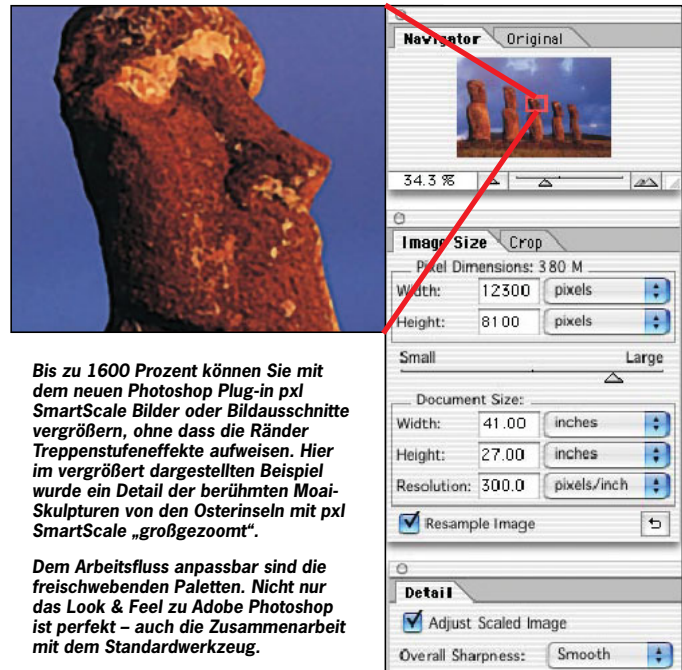 Navigator Original
34.3 %
Image Size Crop
Pixel Dimensions: 380 M
Width: 12300 pixels
Height: 8100 pixels
Small Large
Document Size:
Width: 41.00 inches
Height: 27.00 inches
Resolution: 300.0 pixels/inch
Resample Image
Detail
Adjust Scaled Image
Overall Sharpness: Smooth
Bis zu 1600 Prozent können Sie mit
dem neuen Photoshop Plug-in pxl
SmartScale Bilder oder Bildausschnitte
vergrößern, ohne dass die Ränder
Treppenstufeneffekte aufweisen. Hier
im vergrößert dargestellten Beispiel
wurde ein Detail der berühmten Moai-
Skulpturen von den Osterinseln mit pxl
SmartScale „großgezoomt“.
Dem Arbeitsfluss anpassbar sind die
freischwebenden Paletten. Nicht nur
das Look & Feel zu Adobe Photoshop
ist perfekt – auch die Zusammenarbeit
mit dem Standardwerkzeug.